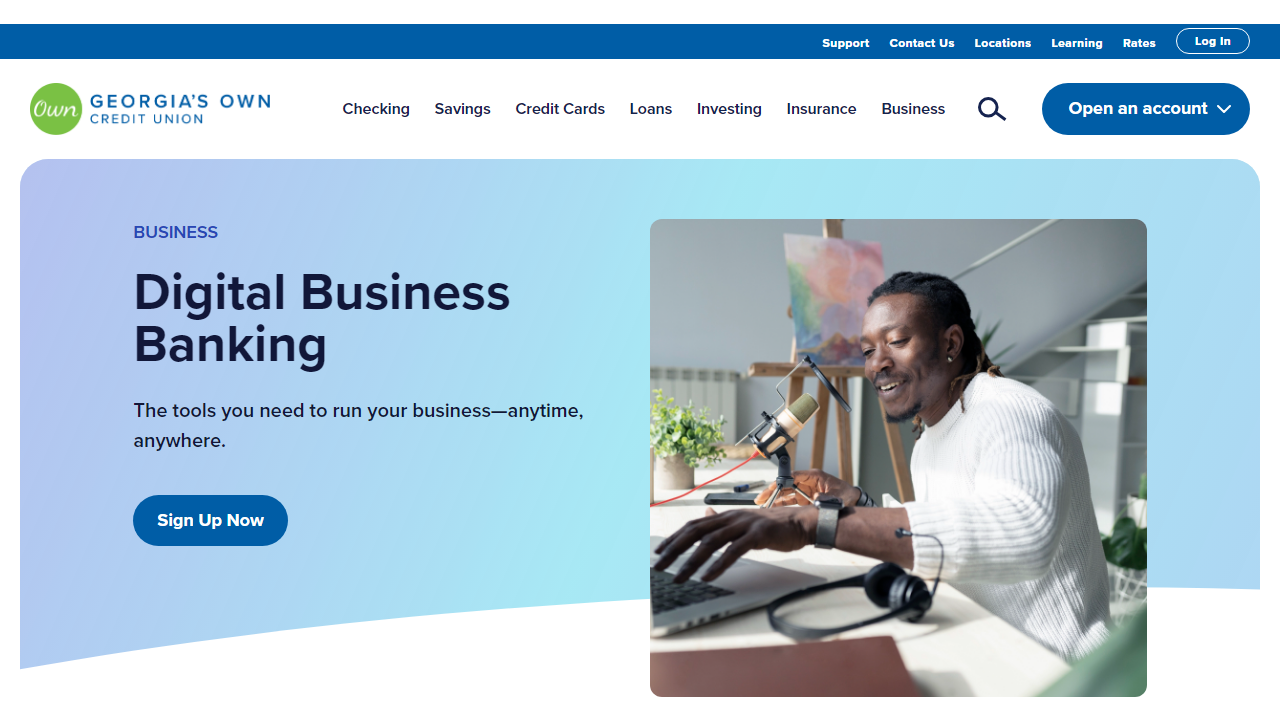 Support Contact Us Locations Learning Rates Log In
Own GEORGIA'S OWN
CREDIT UNION
Checking Savings Credit Cards Loans Investing Insurance Business Open an account
BUSINESS
Digital Business
Banking
The tools you need to run your business—anytime,
anywhere.
Sign Up Now